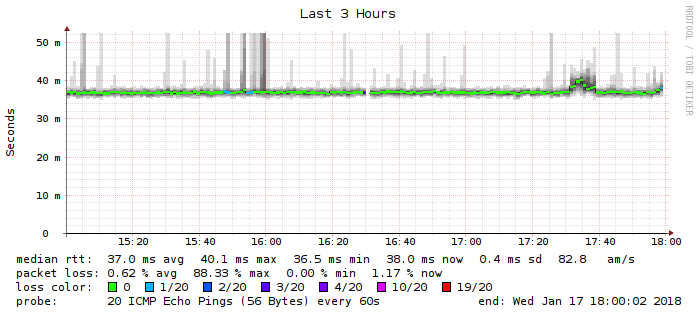 Last 3 Hours
RRDTOOL / TOBI OETIKER
Seconds
50 m
40 m
30 m
20 m
10 m
0
15:20 15:40 16:00 16:20 16:40 17:00 17:20 17:40 18:00
median rtt: 37.0 ms avg 40.1 ms max 36.5 ms min 38.0 ms now 0.4 ms sd 82.8 am/s
packet loss: 0.62 % avg 88.33 % max 0.00 % min 1.17 % now
loss color: 0 1/20 2/20 3/20 4/20 10/20 19/20
probe: 20 ICMP Echo Pings (56 Bytes) every 60s end: Wed Jan 17 18:00:02 2018